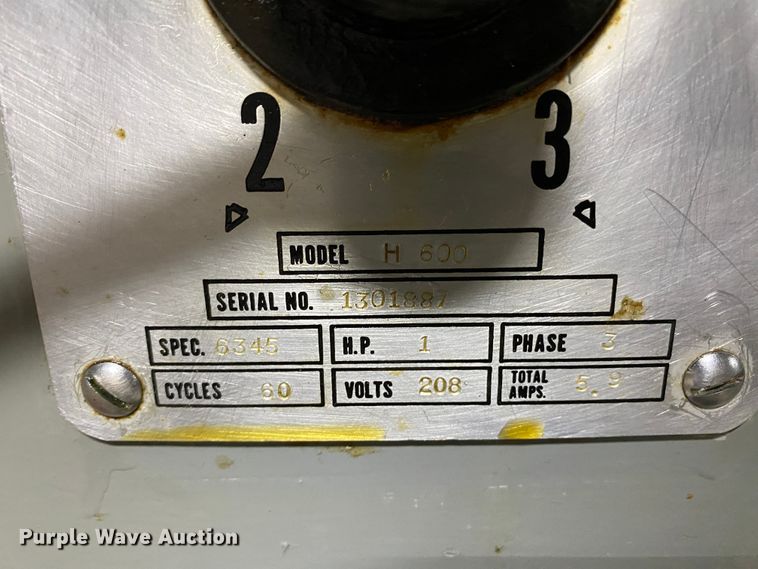 2 3
MODEL H 600
SERIAL NO. 1301887
SPEC. 6345 H.P. 1 PHASE 3
CYCLES 60 VOLTS 208 TOTAL AMPS. 5.9
Purple Wave Auction